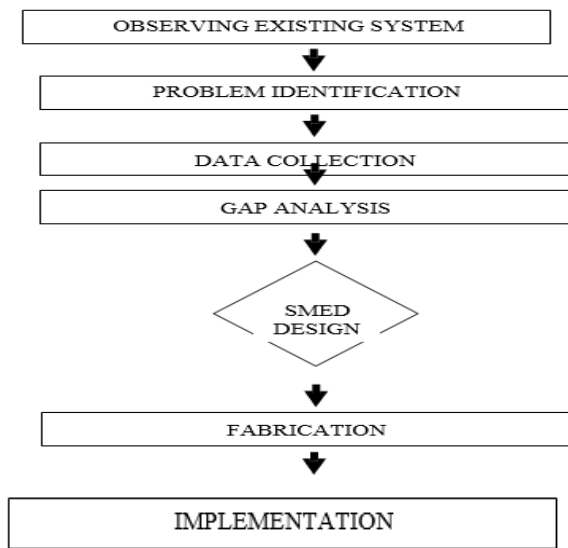 OBSERVING EXISTING SYSTEM
PROBLEM IDENTIFICATION
DATA COLLECTION
GAP ANALYSIS
SMED
DESIGN
FABRICATION
IMPLEMENTATION